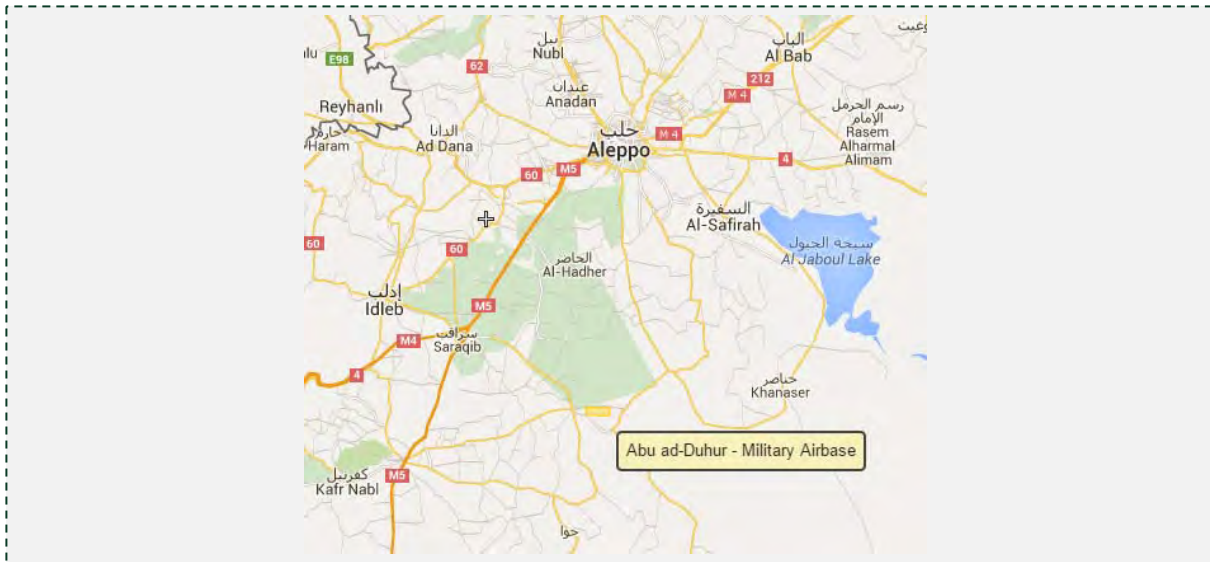 نبل
Nubl
الباب
Al Bab
E98
62
212
M 4
عندان
Anadan
Reyhanlı
رسم الحرمل
الإمام
Rasem
Alharmal
Alimam
حارم
Haram
الدانا
Ad Dana
حلب
Aleppo
M 4
4
M5
60
السفيرة
Al-Safirah
60
60
الحاضر
Al-Hadher
سبخة الجبول
Al Jaboul Lake
إدلب
Idleb
M5
سراقب
Saraqib
M4
4
خناصر
Khanaser
Abu ad-Duhur - Military Airbase
كفرنبل
Kafr Nabl
M5
حوا